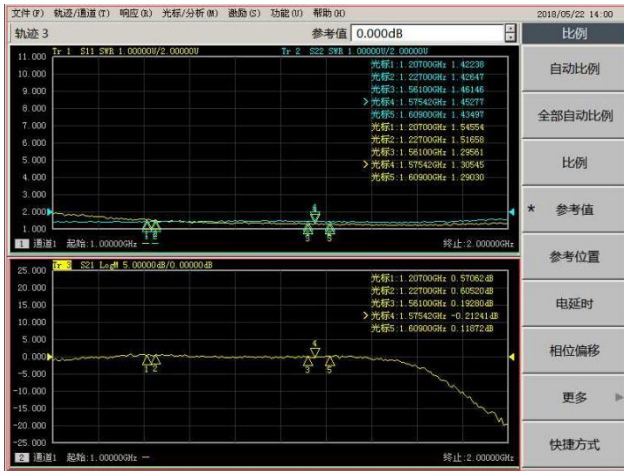 文件(F) 轨迹/通道(T) 响应(R) 光标/分析(M) 激励(S) 功能(U) 帮助(H) 2018/05/22 14:00
轨迹 3 参考值 0.000dB
比例
自动比例
全部自动比例
比例
* 参考值
参考位置
电延时
相位偏移
更多
快捷方式
Tr 1 S11 SWR 1.00000U/2.00000U Tr 2 S22 SWR 1.00000U/2.00000U
11.000
10.000
9.000
8.000
7.000
6.000
5.000
4.000
3.000
2.000
1.000
光标1:1.20700GHz 1.42238
光标2:1.22700GHz 1.42647
光标3:1.56100GHz 1.46146
>光标4:1.57542GHz 1.45277
光标5:1.60900GHz 1.43497
光标1:1.20700GHz 1.54554
光标2:1.22700GHz 1.51658
光标3:1.56100GHz 1.29561
>光标4:1.57542GHz 1.30545
光标5:1.60900GHz 1.29030
4
1 2 3 5
1 通道1 起始:1.00000GHz 终止:2.00000GHz
Tr 3 S21 LogM 5.00000dB/0.00000dB
25.000
20.000
15.000
10.000
5.000
0.000
-5.000
-10.000
-15.000
-20.000
-25.000
光标1:1.20700GHz 0.57062dB
光标2:1.22700GHz 0.60520dB
光标3:1.56100GHz 0.19280dB
>光标4:1.57542GHz -0.21241dB
光标5:1.60900GHz 0.11872dB
4
1 2 3 5
2 通道1 起始:1.00000GHz 终止:2.00000GHz